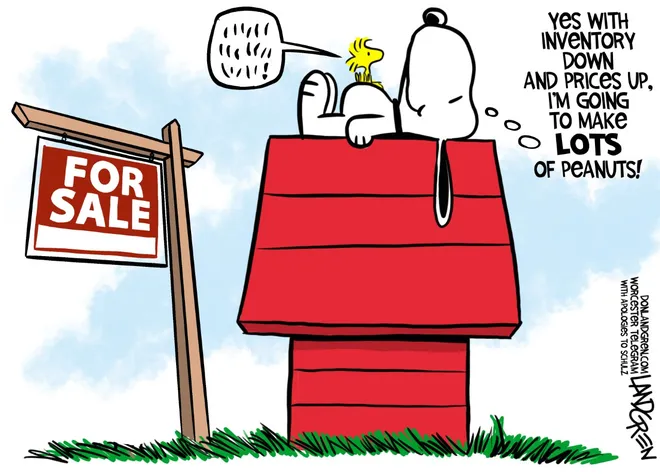 YES WITH
INVENTORY
DOWN
AND PRICES UP,
I'M GOING
TO MAKE
LOTS
OF PEANUTS!
FOR
SALE
DONLANDGREN.COM
WORCESTER TELEGRAM
WITH APOLOGIES TO SCHULZ
LANDGREN